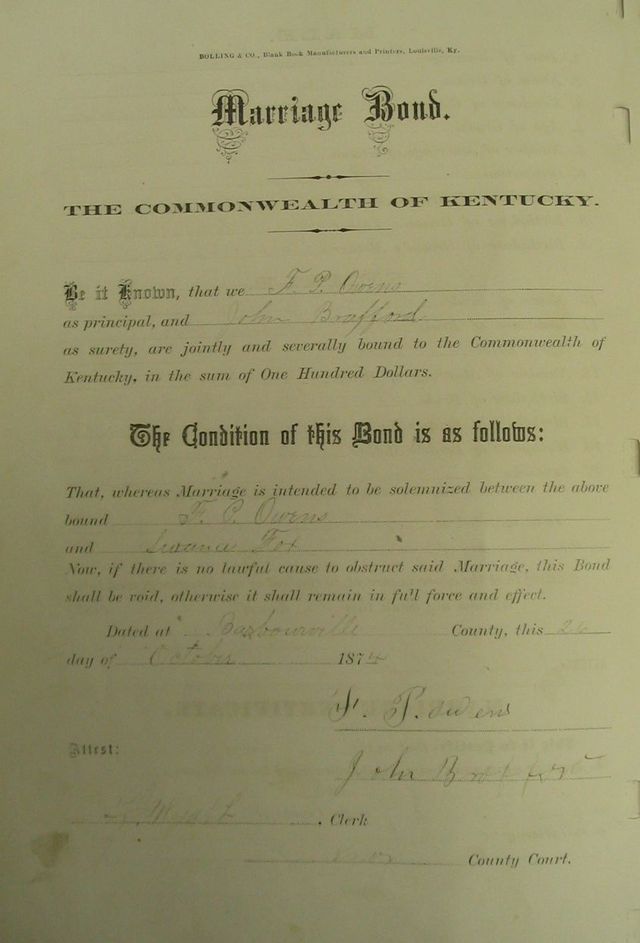 BOLLING & CO., Blank Book Manufacturers and Printers, Louisville, Ky.
Marriage Bond.
THE COMMONWEALTH OF KENTUCKY.
Be it Known, that we F. P. Owens
as principal, and John Brafford
as surety, are jointly and severally bound to the Commonwealth of
Kentucky, in the sum of One Hundred Dollars.
The Condition of this Bond is as follows:
That, whereas Marriage is intended to be solemnized between the above
bound F. P. Owens
and Fox
Now, if there is no lawful cause to obstruct said Marriage, this Bond
shall be void, otherwise it shall remain in full force and effect.
Dated at Barbourville County, this
day of October 1874
F. P. Owens
Attest:
John
Clerk
County Court.